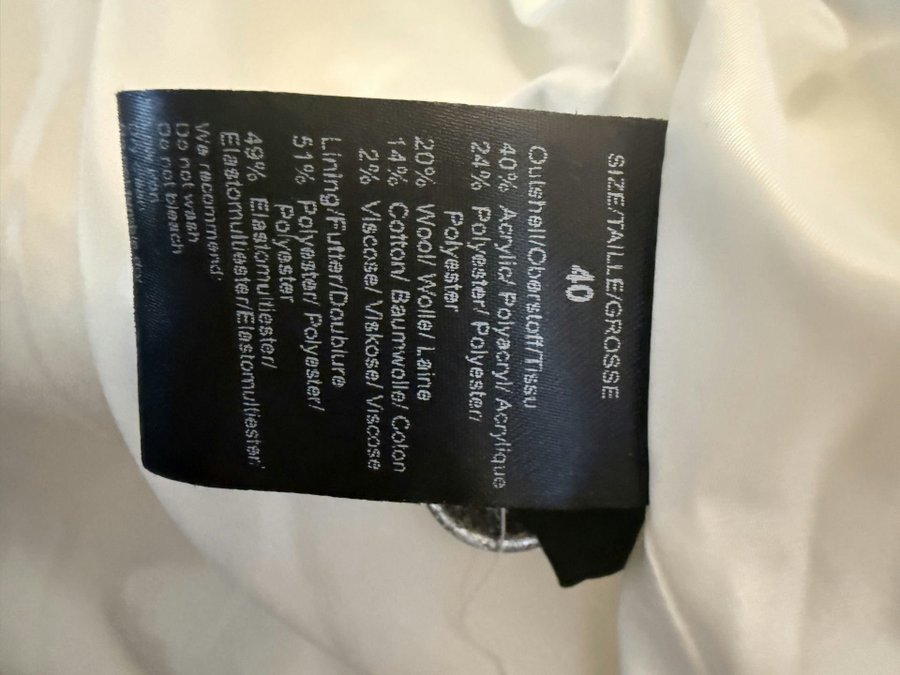 SIZE/TAILLE/GROSSE
40
Outshell/Oberstoff/Tissu
40% Acrylic/ Polyacryl/ Acrylique
24% Polyester/ Polyester/
Polyester
20% Wool/ Wolle/ Laine
14% Cotton/ Baumwolle/ Coton
2% Viscose/ Viskose/ Viscose
Lining/Futter/Doublure
51% Polyester/ Polyester/
Polyester
49% Elastomultiester/
Elastomultiester/Elastomultiester/
We recommend:
Do not wash
Do not bleach